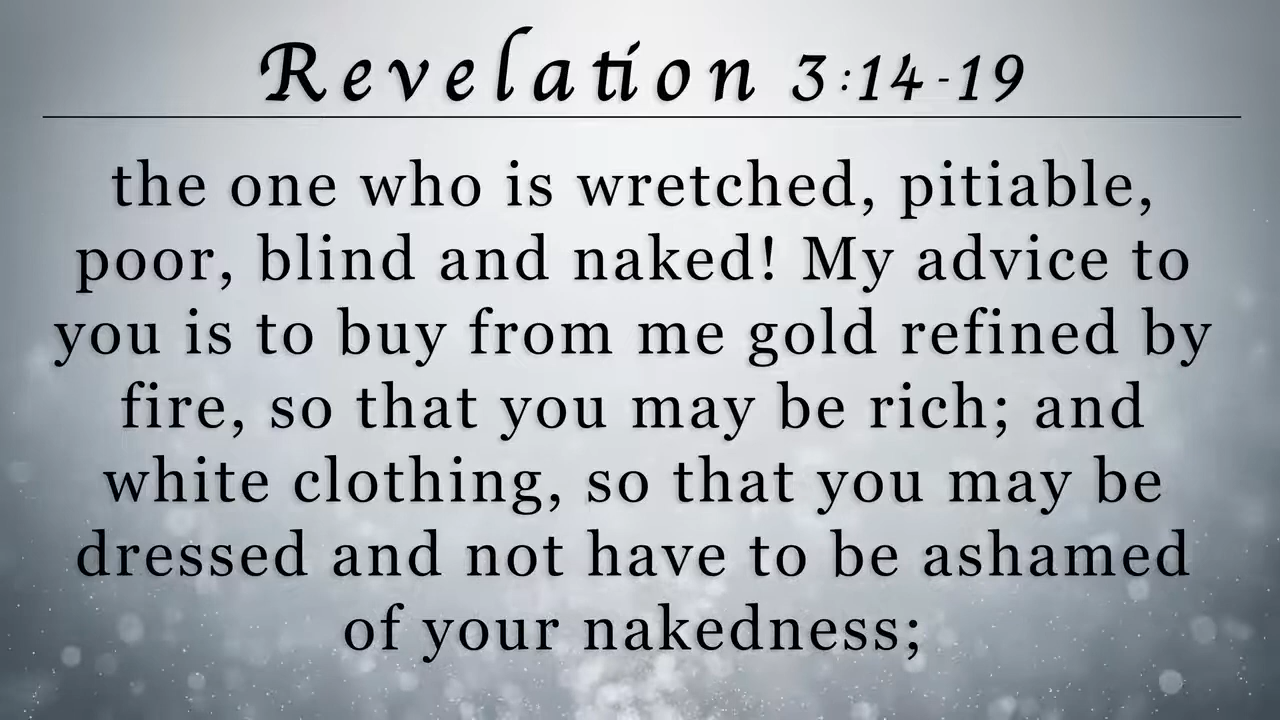 Revelation 3:14-19
the one who is wretched, pitiable,
poor, blind and naked! My advice to
you is to buy from me gold refined by
fire, so that you may be rich; and
white clothing, so that you may be
dressed and not have to be ashamed
of your nakedness;